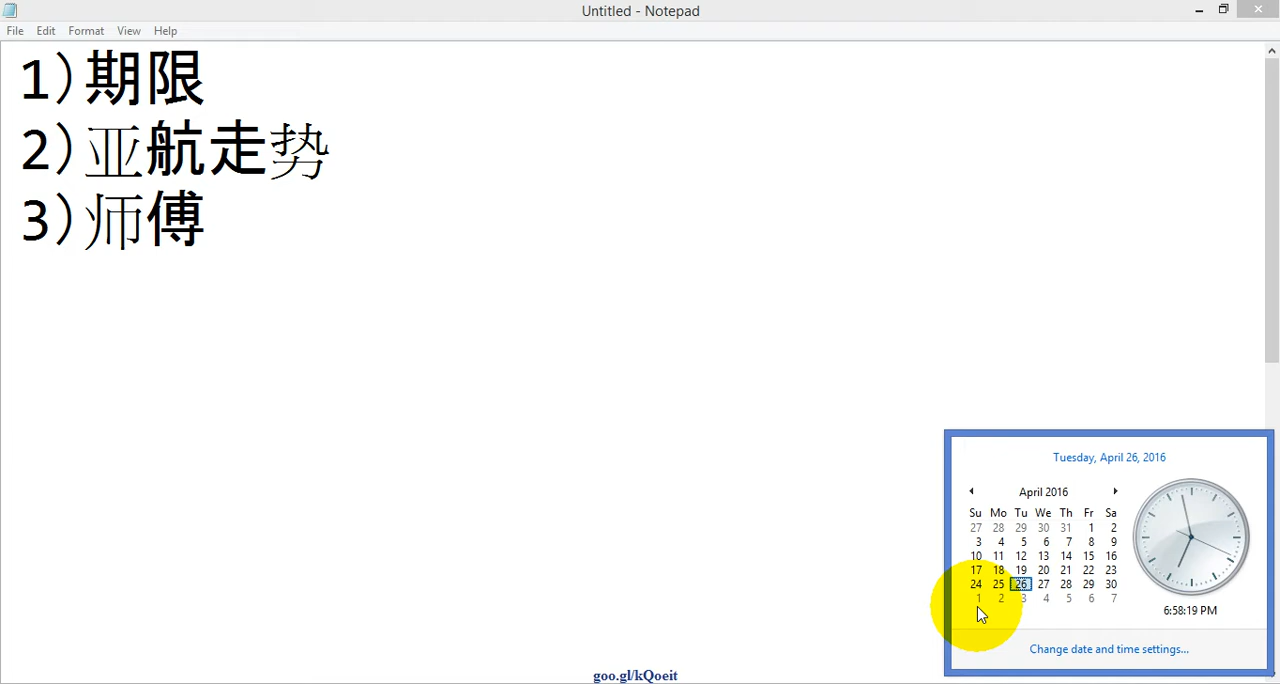 Untitled - Notepad
File Edit Format View Help
1)期限
2)亚航走势
3)师傅
Tuesday, April 26, 2016
April 2016
Su Mo Tu We Th Fr Sa
27 28 29 30 31 1 2
3 4 5 6 7 8 9
10 11 12 13 14 15 16
17 18 19 20 21 22 23
24 25 26 27 28 29 30
1 2 3 4 5 6 7
6:58:19 PM
Change date and time settings...
goo.gl/kQoeit